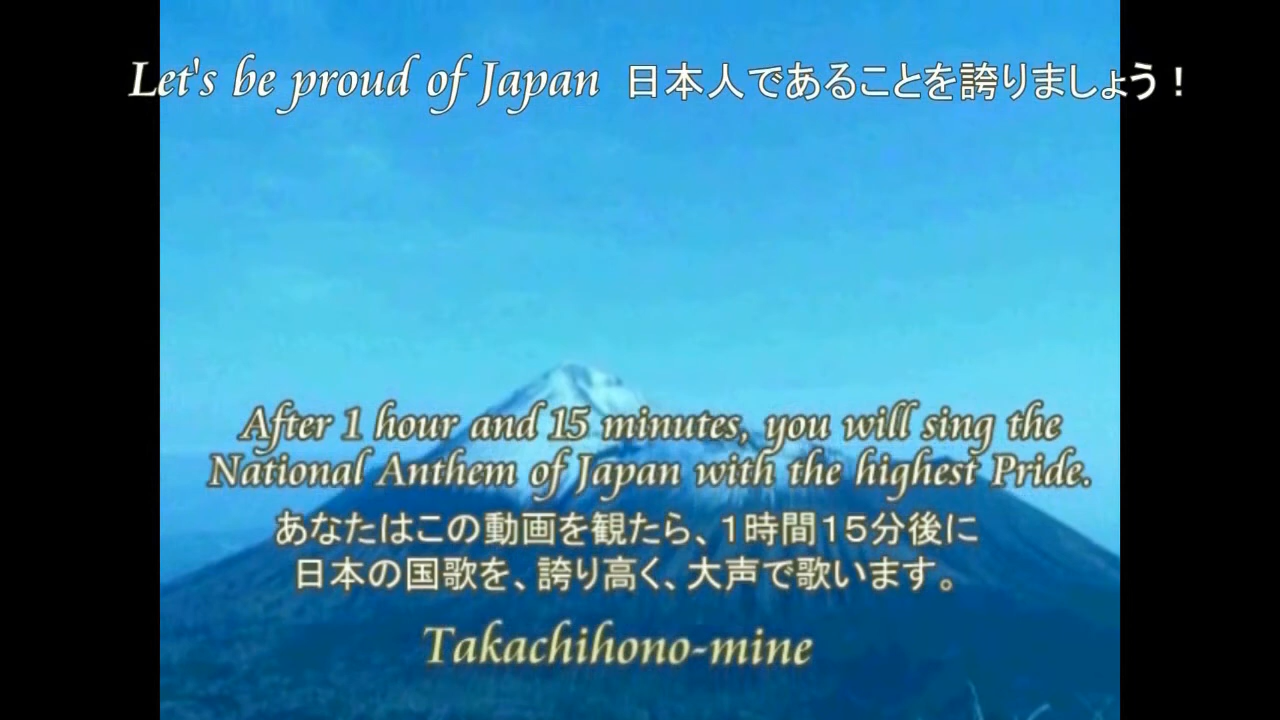 Let's be proud of Japan 日本人であることを誇りましょう！
After 1 hour and 15 minutes, you will sing the
National Anthem of Japan with the highest Pride.
あなたはこの動画を観たら、１時間１５分後に
日本の国歌を、誇り高く、大声で歌います。
Takachihono-mine